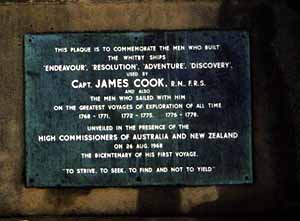 THIS PLAQUE IS TO COMMEMORATE THE MEN WHO BUILT
THE WHITBY SHIPS
'ENDEAVOUR', 'RESOLUTION', 'ADVENTURE', 'DISCOVERY',
USED BY
CAPT. JAMES COOK, R.N., F.R.S.
AND ALSO
THE MEN WHO SAILED WITH HIM
ON THE GREATEST VOYAGES OF EXPLORATION OF ALL TIME
1768 - 1771. 1772 - 1775. 1776 - 1778.
UNVEILED IN THE PRESENCE OF THE
HIGH COMMISSIONERS OF AUSTRALIA AND NEW ZEALAND
ON 26 AUG. 1968
THE BICENTENARY OF HIS FIRST VOYAGE.
"TO STRIVE, TO SEEK, TO FIND AND NOT TO YIELD"